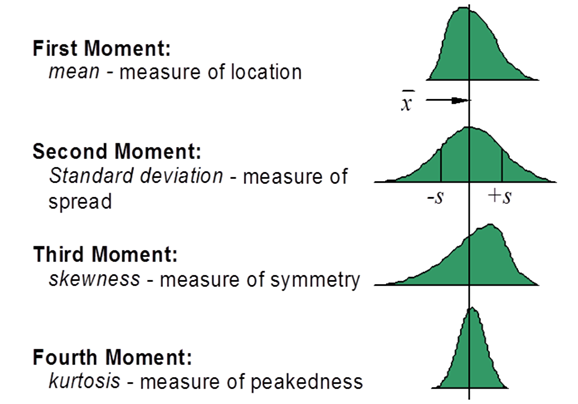 First Moment:
mean - measure of location
x̅
Second Moment:
Standard deviation - measure of
spread
-s +s
Third Moment:
skewness - measure of symmetry
Fourth Moment:
kurtosis - measure of peakedness